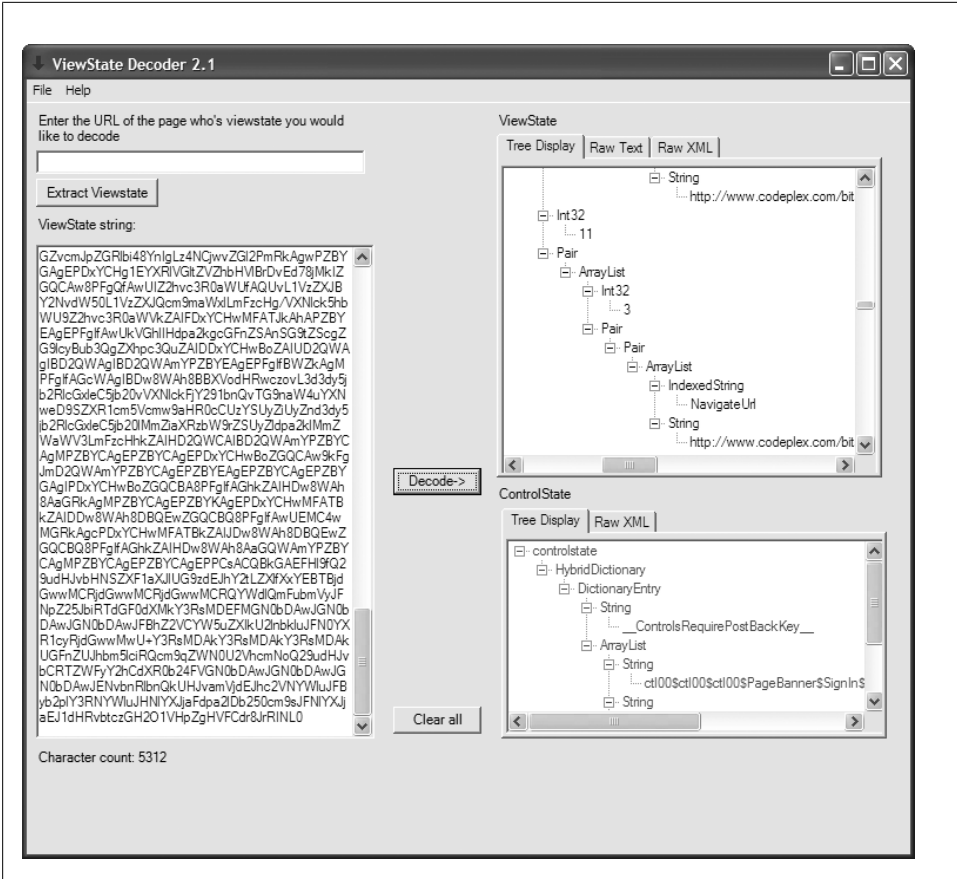 ViewState Decoder 2.1
File Help
Enter the URL of the page who's viewstate you would
like to decode
Extract Viewstate
ViewState string:
GZvcmJpZGRlbi48YnIgLz4NCjwvZGl2PmRkAgwPZBY
GAgEPDxYCHg1EYXRlVGltZVZhbHVlBrDvEd78jMkIZ
GQCAw8PFgQfAwUIZ2hvc3R0aWUfAQUvL1VzZXJB
Y2NvdW50L1VzZXJQcm9maWxlLmFzcHg/VXNlck5hb
WU9Z2hvc3R0aWVkZAIFDxYCHwMFATJkAhAPZBY
EAgEPFgIfAwUkVGhlIHdpa2kgcGFnZSAnSG9tZScgZ
G9lcyBub3QgZXhpc3QuZAIDDxYCHwBoZAIUD2QWA
gIBD2QWAgIBD2QWAmYPZBYEAgEPFgIfBWZkAgM
PFgIfAGcWAgIBDw8WAh8BBXVodHRwczovL3d3dy5j
b2RlcGxleC5jb20vVXNlckFjY291bnQvTG9naW4uYXN
weD9SZXR1cm5Vcmw9aHR0cCUzYSUyZiUyZnd3dy5
jb2RlcGxleC5jb20lMmZiaXRzbW9rZSUyZldpa2klMmZ
WaWV3LmFzcHhkZAIHD2QWCAIBD2QWAmYPZBYC
AgMPZBYCAgEPZBYCAgEPDxYCHwBoZGQCAw9kFg
JmD2QWAmYPZBYCAgEPZBYEAgEPZBYCAgEPZBY
GAgIPDxYCHwBoZGQCBA8PFgIfAGhkZAIHDw8WAh
8AaGRkAgMPZBYCAgEPZBYKAgEPDxYCHwMFATB
kZAIDDw8WAh8DBQEwZGQCBQ8PFgIfAwUEMC4w
MGRkAgcPDxYCHwMFATBkZAIJDw8WAh8DBQEwZ
GQCBQ8PFgIfAGhkZAIHDw8WAh8AaGQWAmYPZBY
CAgMPZBYCAgEPZBYCAgEPPCsACQBkGAEFHl9fQ2
9udHJvbHNSZXF1aXJlUG9zdEJhY2tLZXlfXxYEBTBjd
GwwMCRjdGwwMCRjdGwwMCRQYWdlQmFubmVyJF
NpZ25JbiRTdGF0dXMkY3RsMDEFMGN0bDAwJGN0b
DAwJGN0bDAwJFBhZ2VCYW5uZXIkU2lnbkluJFN0YX
R1cyRjdGwwMwU+Y3RsMDAkY3RsMDAkY3RsMDAk
UGFnZUJhbm5lciRQcm9qZWN0U2VhcmNoQ29udHJv
bCRTZWFyY2hCdXR0b24FVGN0bDAwJGN0bDAwJG
N0bDAwJENvbnRlbnQkUHJvamVjdEJhc2VNYWluJFB
yb2plY3RNYWluJHNlYXJjaFdpa2lDb250cm9sJFNlYXJj
aEJ1dHRvbtczGH2O1VHpZgHVFCdr8JrRINL0
Character count: 5312
Decode->
Clear all
ViewState
Tree Display Raw Text Raw XML
String
http://www.codeplex.com/bit
Int32
11
Pair
ArrayList
Int32
3
Pair
Pair
ArrayList
IndexedString
NavigateUrl
String
http://www.codeplex.com/bit
ControlState
Tree Display Raw XML
controlstate
HybridDictionary
DictionaryEntry
String
__ControlsRequirePostBackKey__
ArrayList
String
ctl00$ctl00$ctl00$PageBanner$SignIn$
String